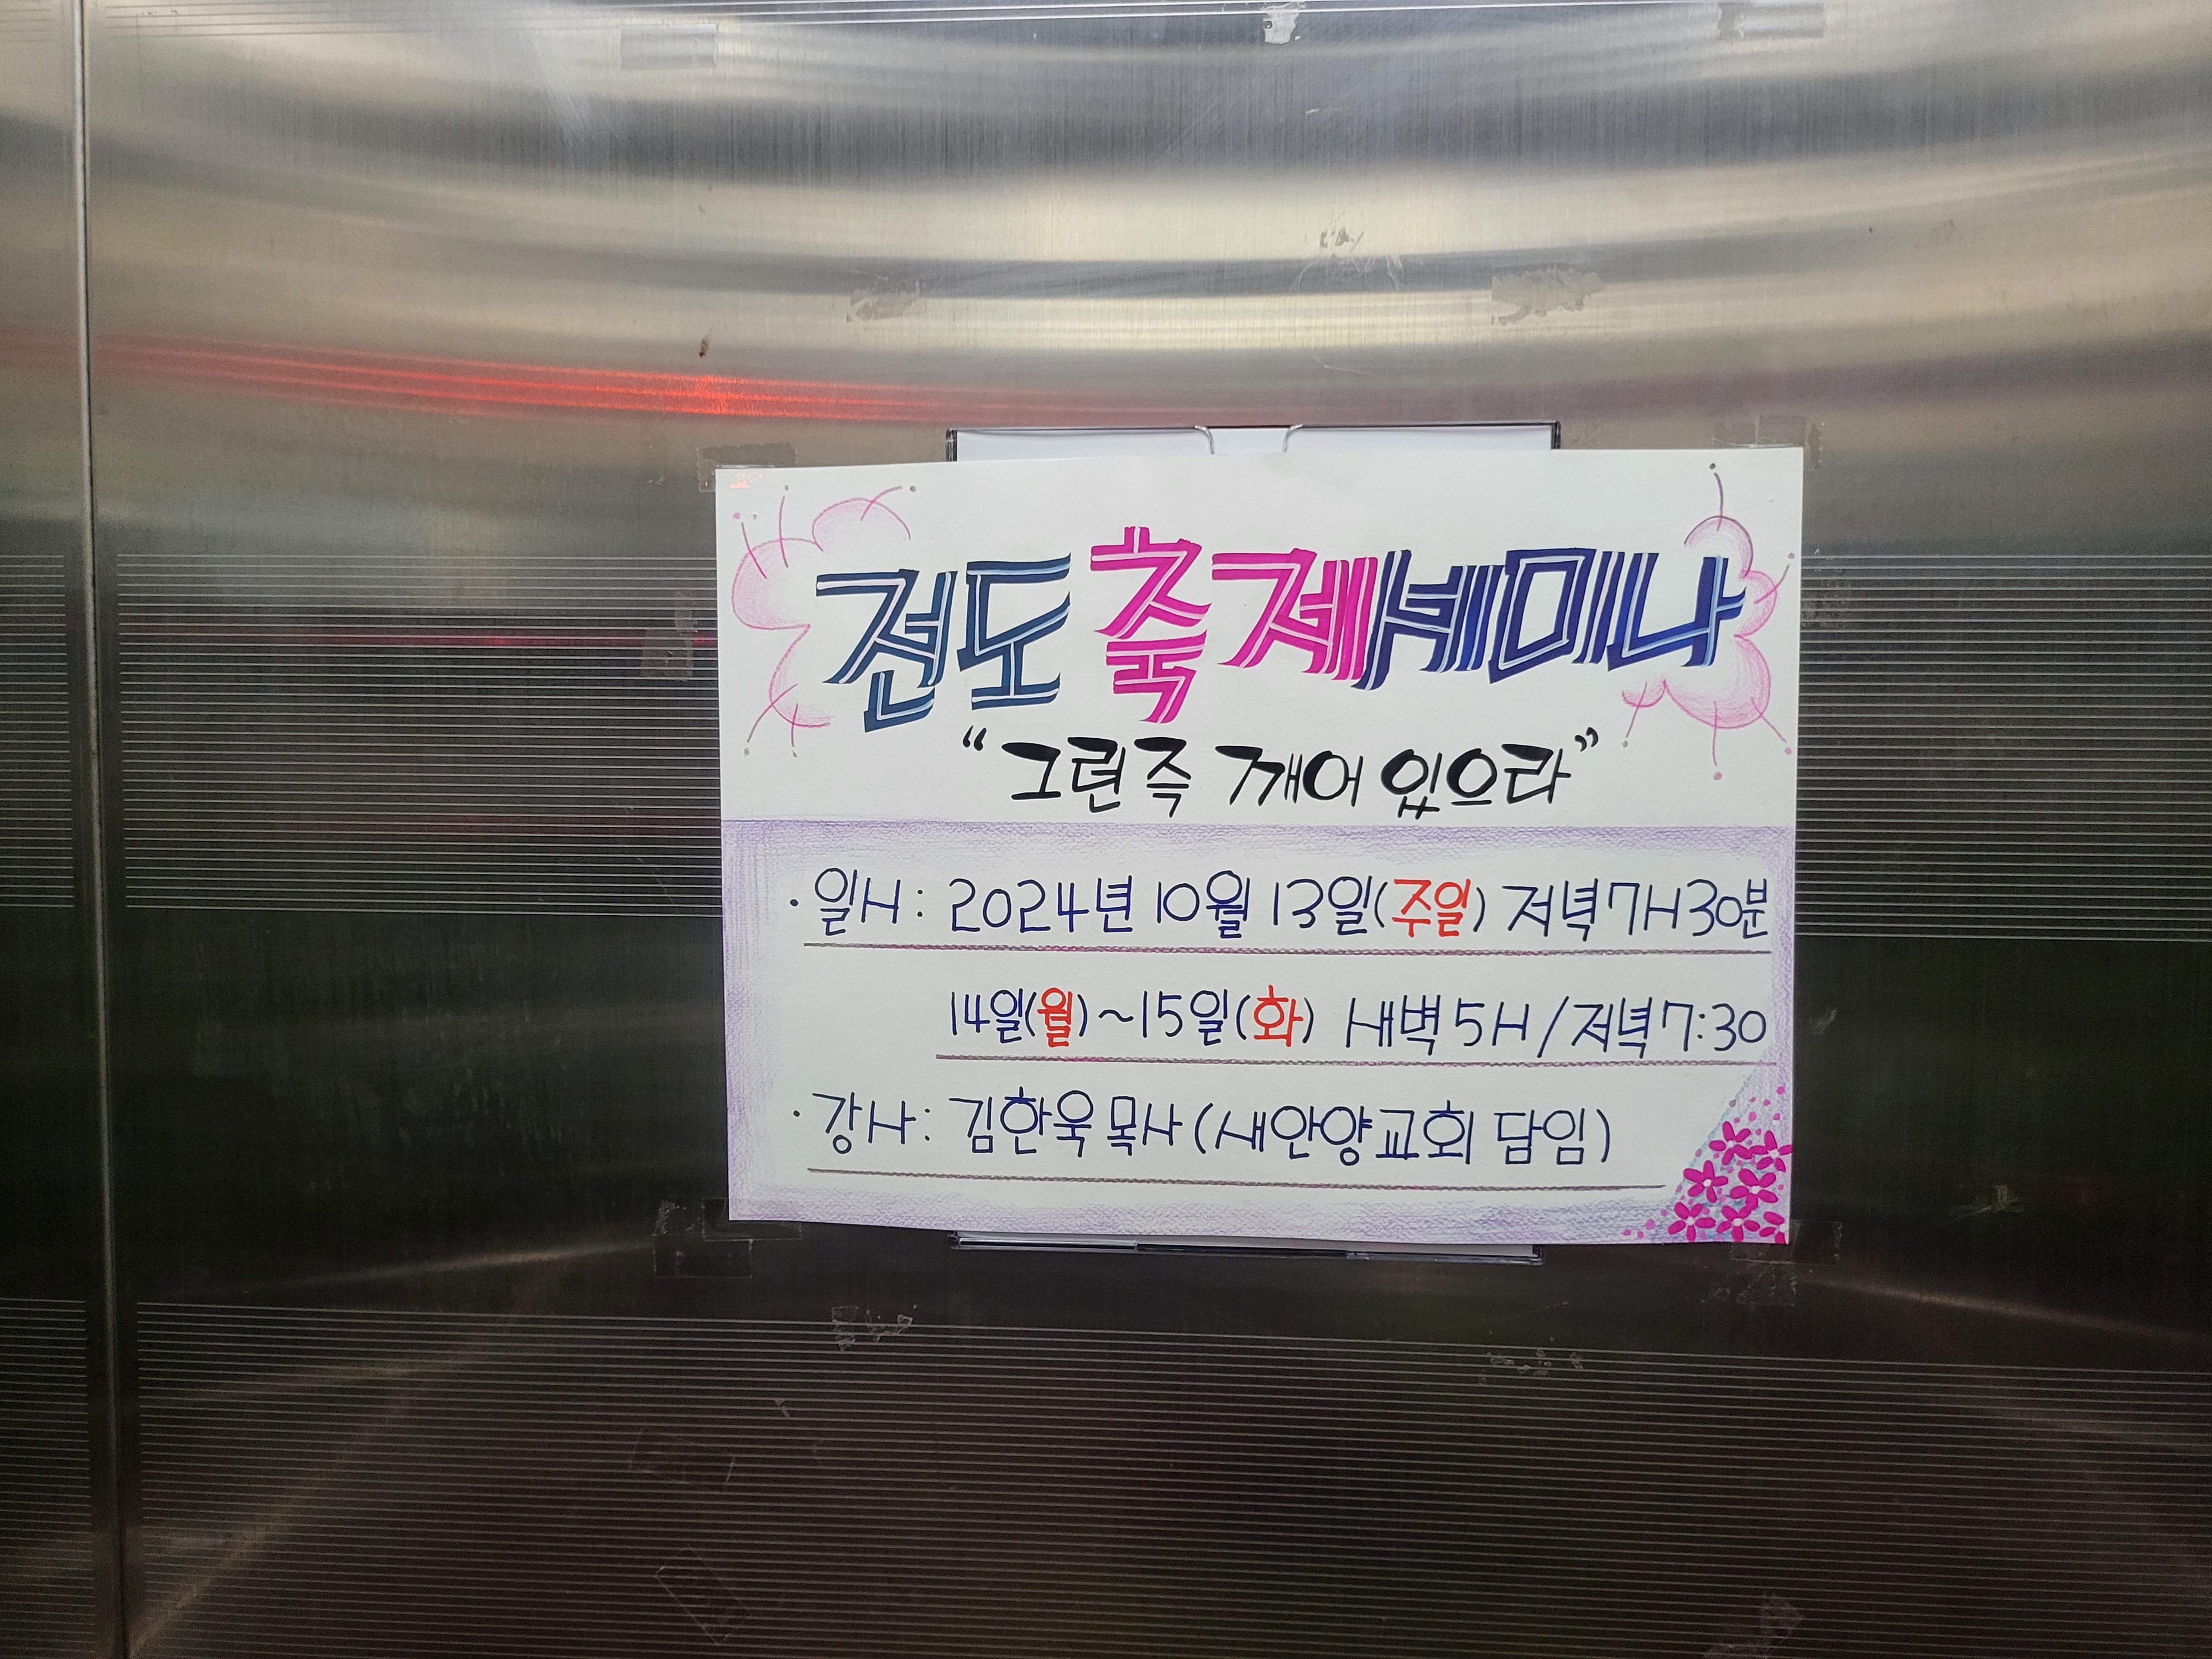 전도축제세미나
"그런즉 깨어 있으라"
·일시: 2024년 10월 13일(주일) 저녁 7시 30분
14일(월)~15일(화) 새벽 5시/저녁 7:30
·강사: 김한욱 목사(새안양교회 담임)